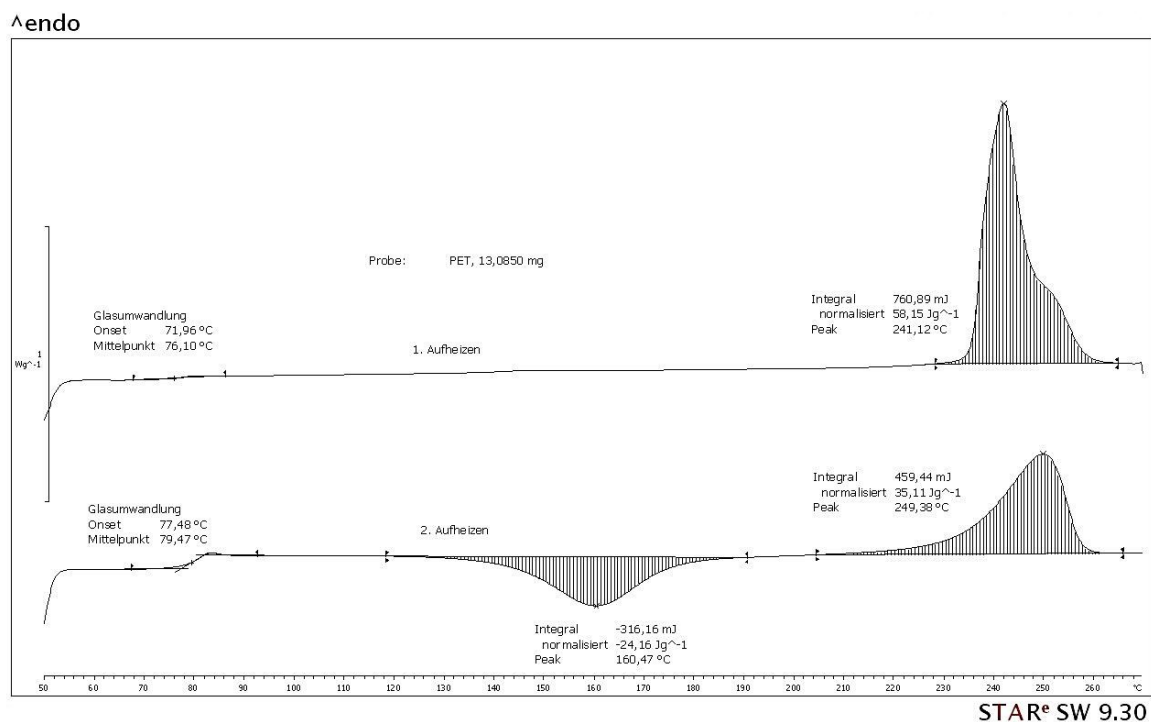 ^endo
Probe: PET, 13,0850 mg
Integral 760,89 mJ
normalisiert 58,15 Jg^-1
Peak 241,12 °C
Glasumwandlung
Onset 71,96 °C
Mittelpunkt 76,10 °C
1. Aufheizen
1
Wg^-1
Integral 459,44 mJ
normalisiert 35,11 Jg^-1
Peak 249,38 °C
Glasumwandlung
Onset 77,48 °C
Mittelpunkt 79,47 °C
2. Aufheizen
Integral -316,16 mJ
normalisiert -24,16 Jg^-1
Peak 160,47 °C
50 60 70 80 90 100 110 120 130 140 150 160 170 180 190 200 210 220 230 240 250 260 °C
STARe SW 9.30